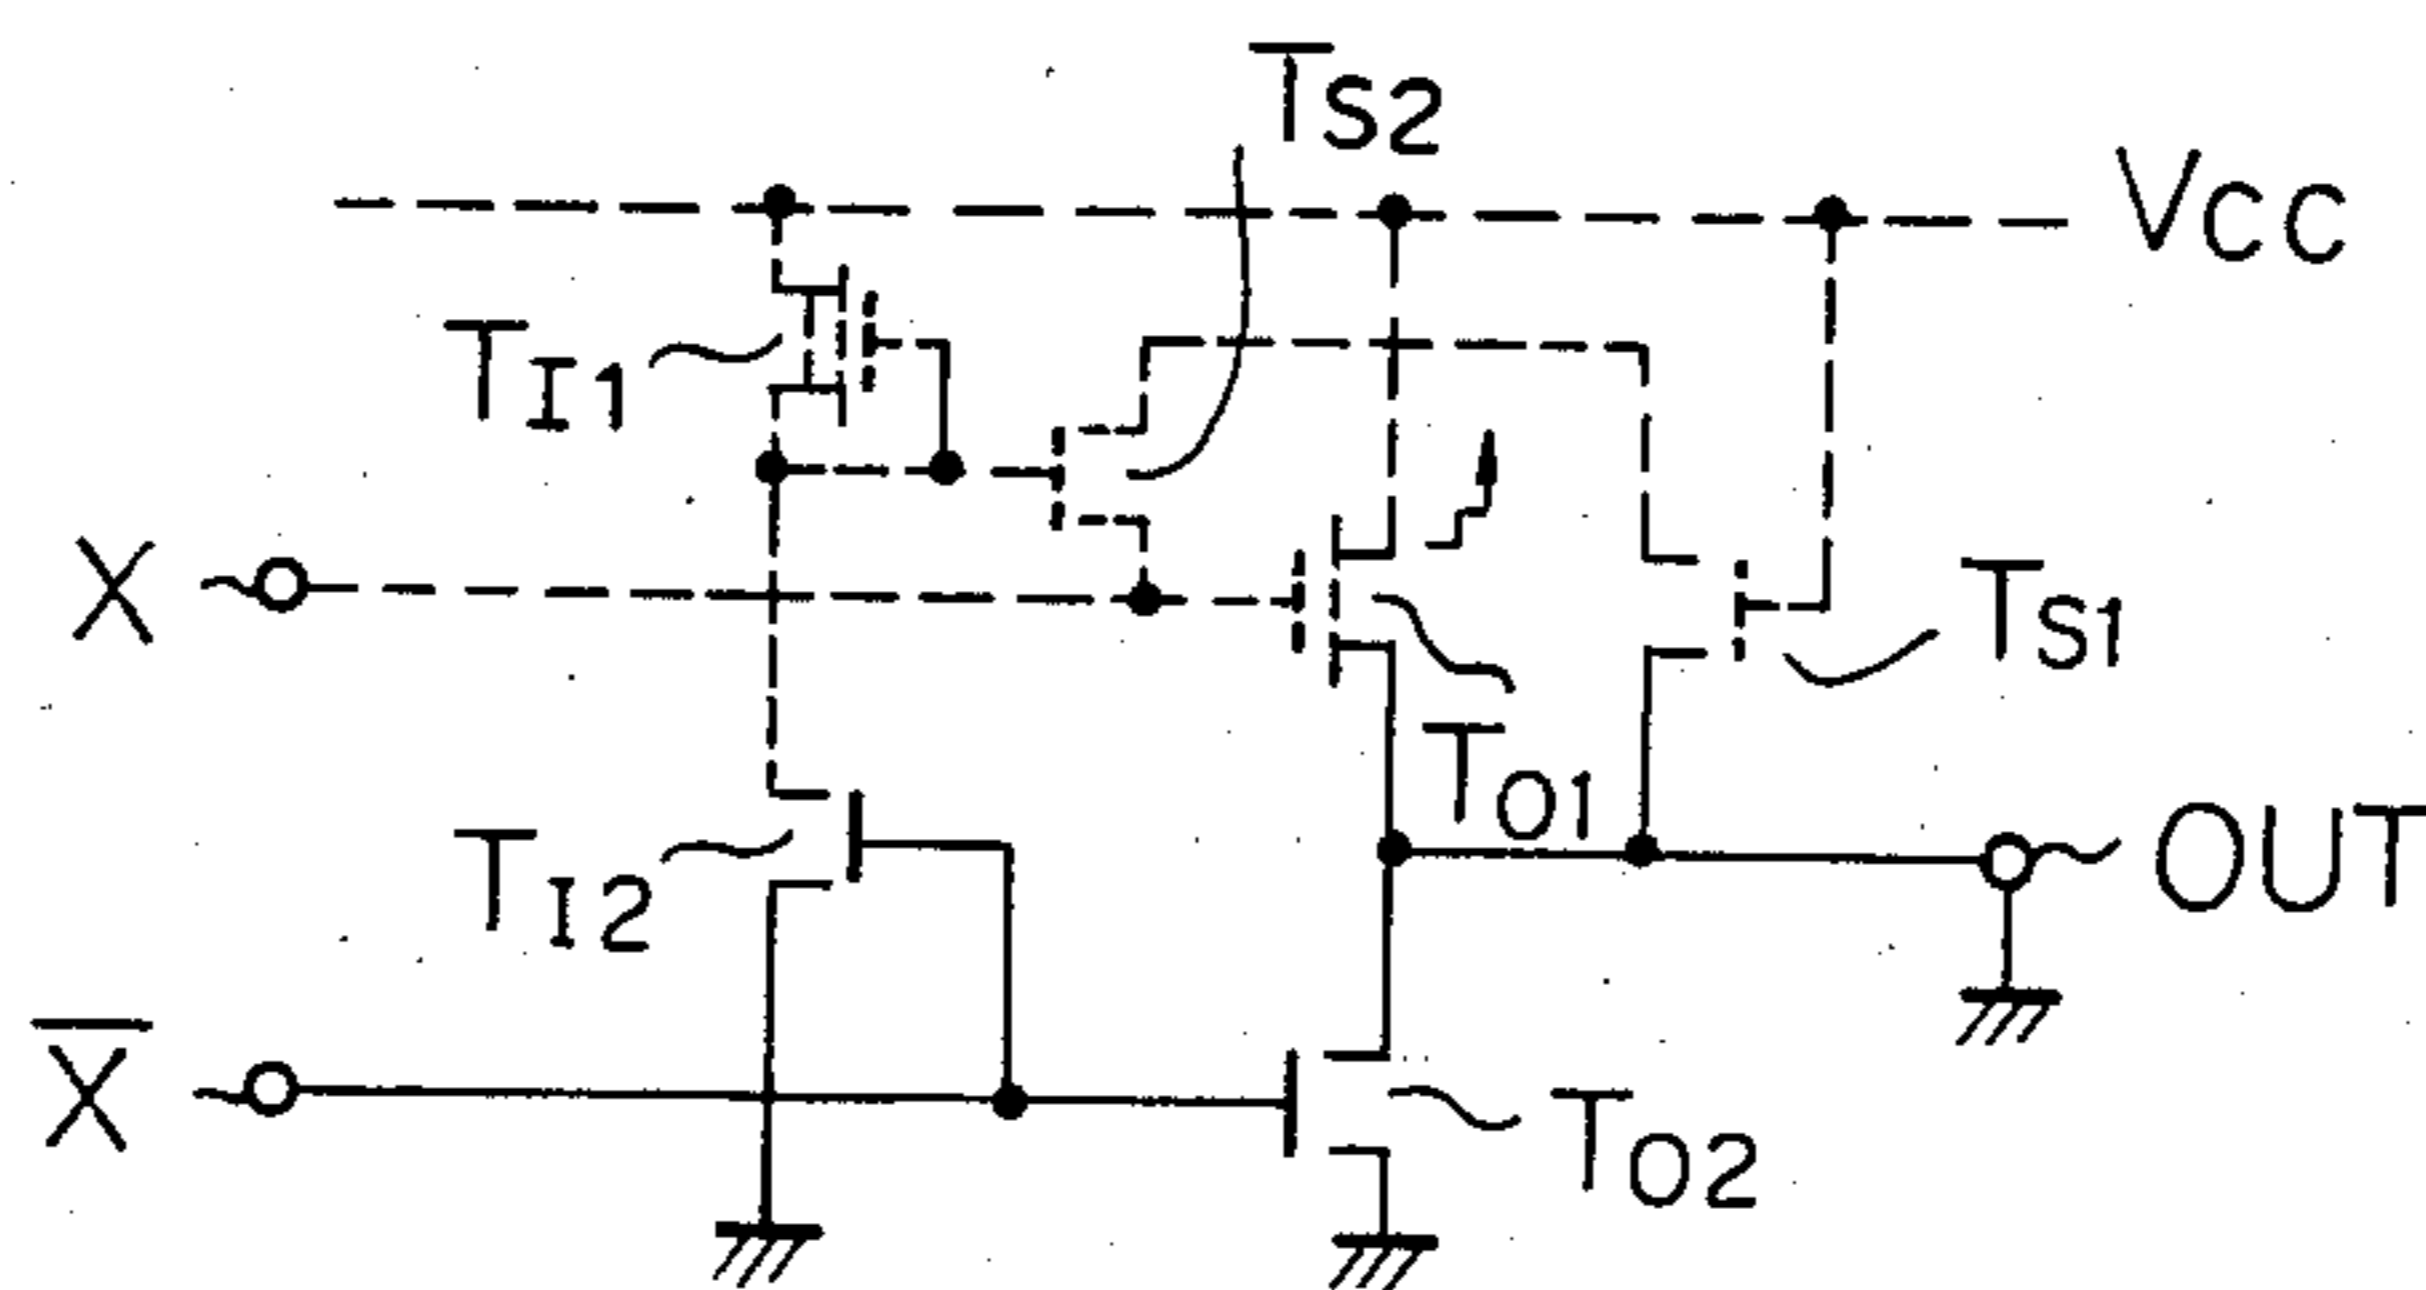 TS2
VCC
TI1
X
TS1
TO1
TI2
OUT
X̅
TO2